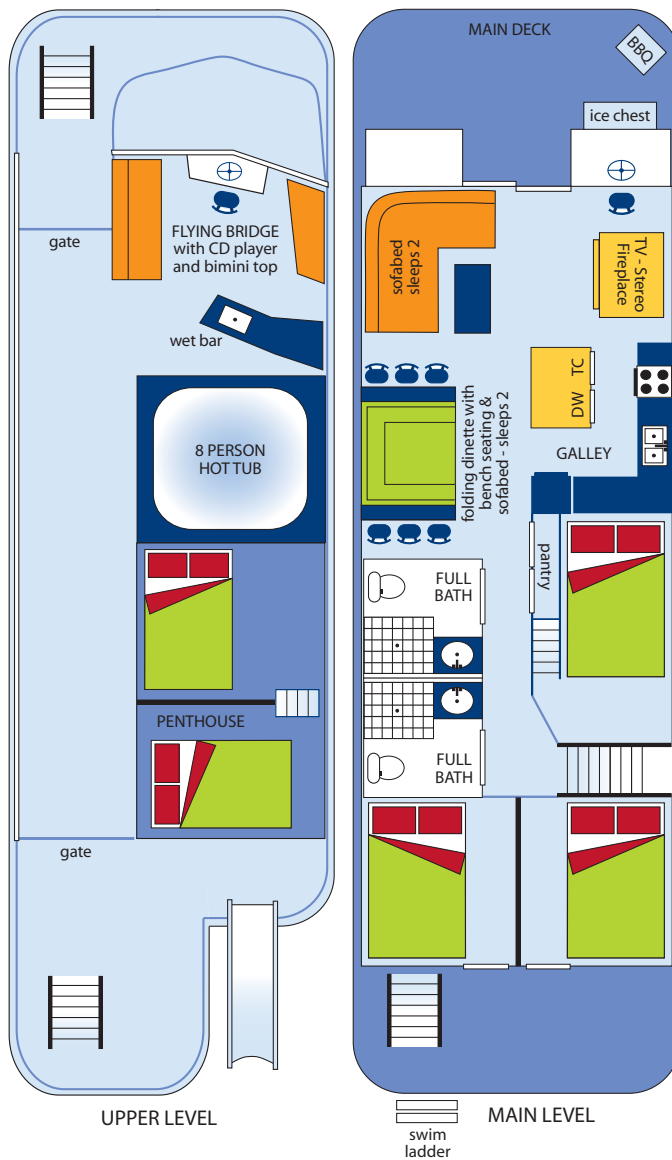 gate
FLYING BRIDGE
with CD player
and bimini top
wet bar
8 PERSON
HOT TUB
PENTHOUSE
gate
UPPER LEVEL
MAIN DECK
BBQ
ice chest
sofabed
sleeps 2
TV - Stereo
Fireplace
DW TC
folding dinette with
bench seating &
sofabed - sleeps 2
GALLEY
pantry
FULL
BATH
FULL
BATH
MAIN LEVEL
swim
ladder